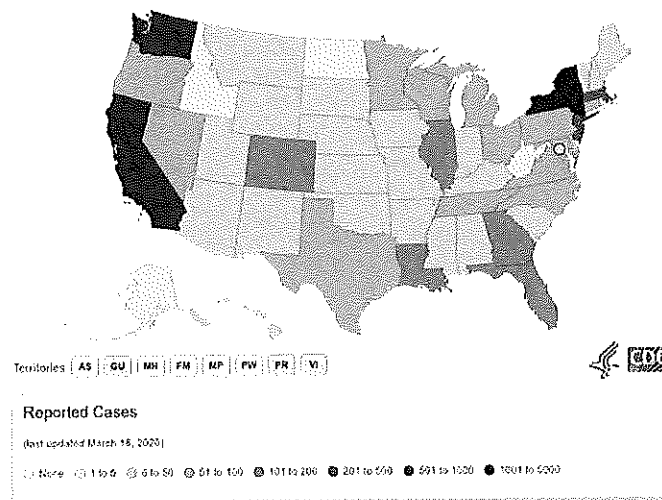 Territories AS GU MH FM MP PW PR VI
CDC
Reported Cases
(last updated March 18, 2020)
None 1 to 5 6 to 50 51 to 100 101 to 200 201 to 500 501 to 1000 1001 to 5000